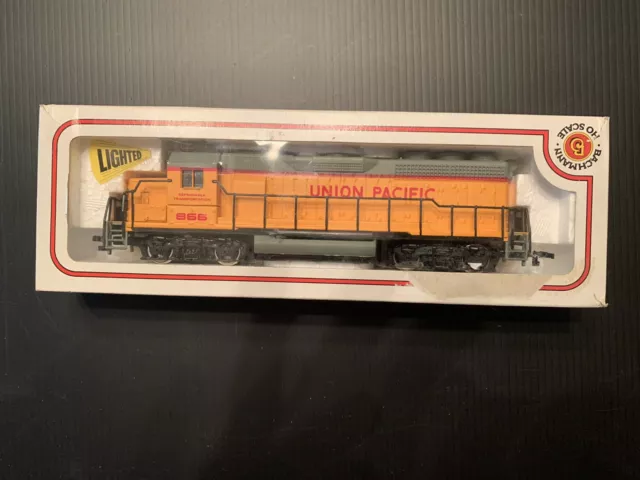 LIGHTED
UNION PACIFIC
866
BACHMANN
HO SCALE